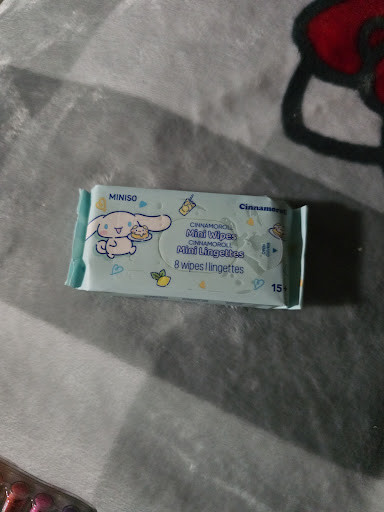 MINISO
Cinnamoroll
CINNAMOROLL
Mini Wipes
CINNAMOROLL
Mini Lingettes
8 wipes | lingettes
15+